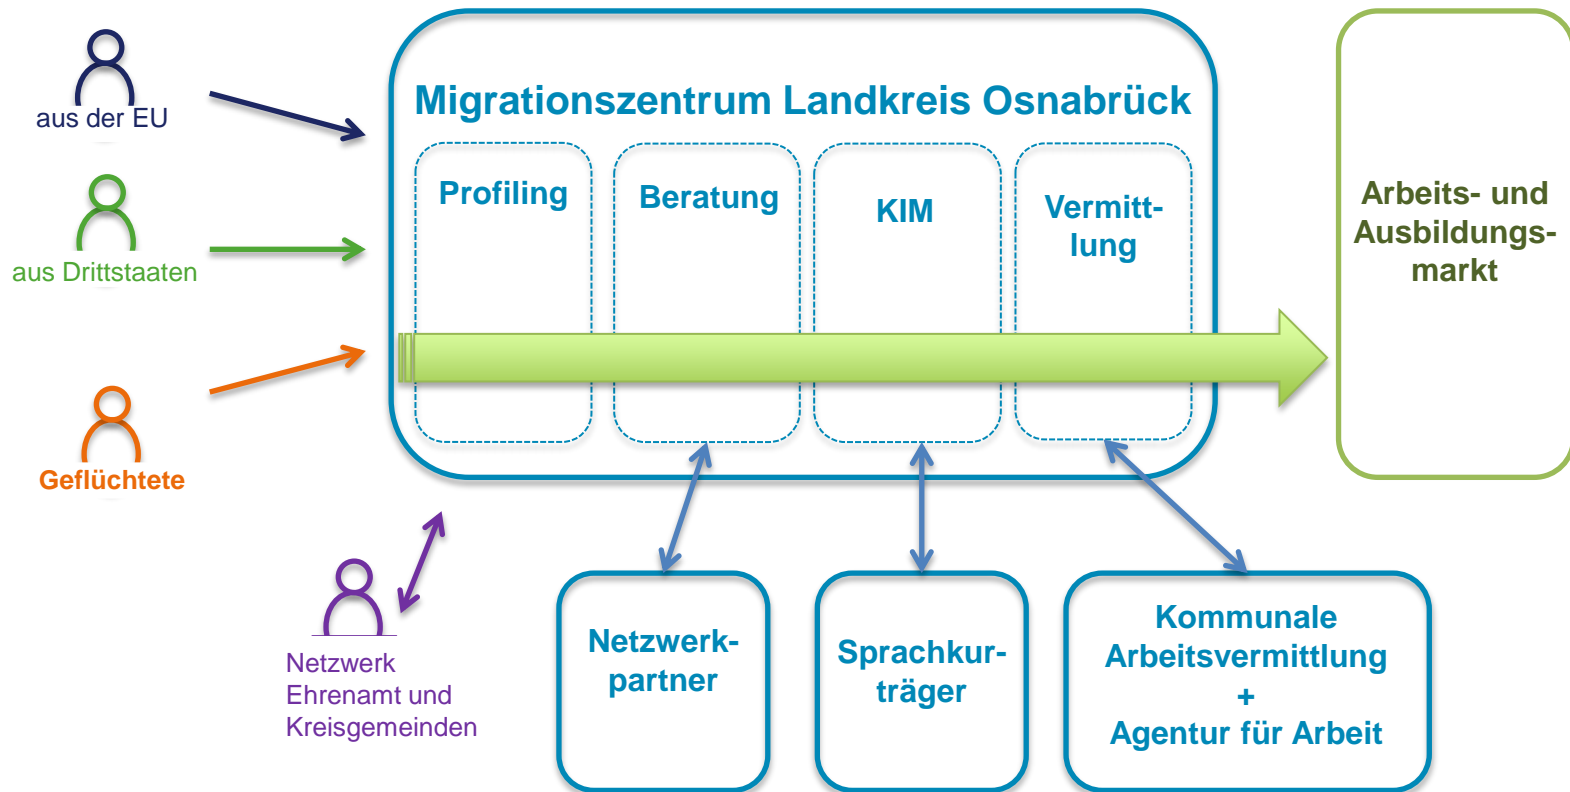 aus der EU
aus Drittstaaten
Geflüchtete
Netzwerk
Ehrenamt und
Kreisgemeinden
Migrationszentrum Landkreis Osnabrück
Profiling
Beratung
KIM
Vermitt-
lung
Arbeits- und
Ausbildungs-
markt
Netzwerk-
partner
Sprachkur-
träger
Kommunale
Arbeitsvermittlung
+
Agentur für Arbeit